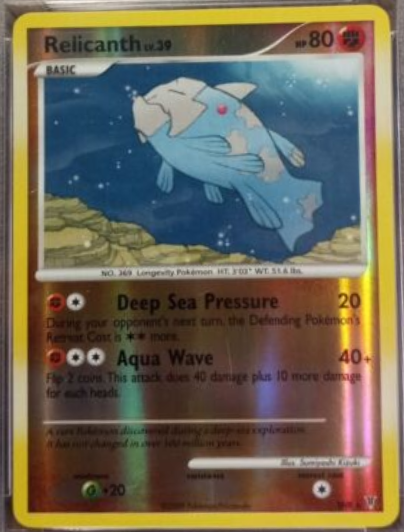 Relicanth LV.39 HP 80
BASIC
NO. 369 Longevity Pokémon HT: 3'03" WT: 51.6 lbs.
Deep Sea Pressure 20
During your opponent's next turn, the Defending Pokémon's
Retreat Cost is more.
Aqua Wave 40+
Flip 2 coins. This attack does 40 damage plus 10 more damage
for each heads.
A rare Pokémon discovered during a deep-sea exploration.
It has not changed in over 100 million years.
Illus. Sumiyoshi Kizuki
weakness resistance retreat cost
+20